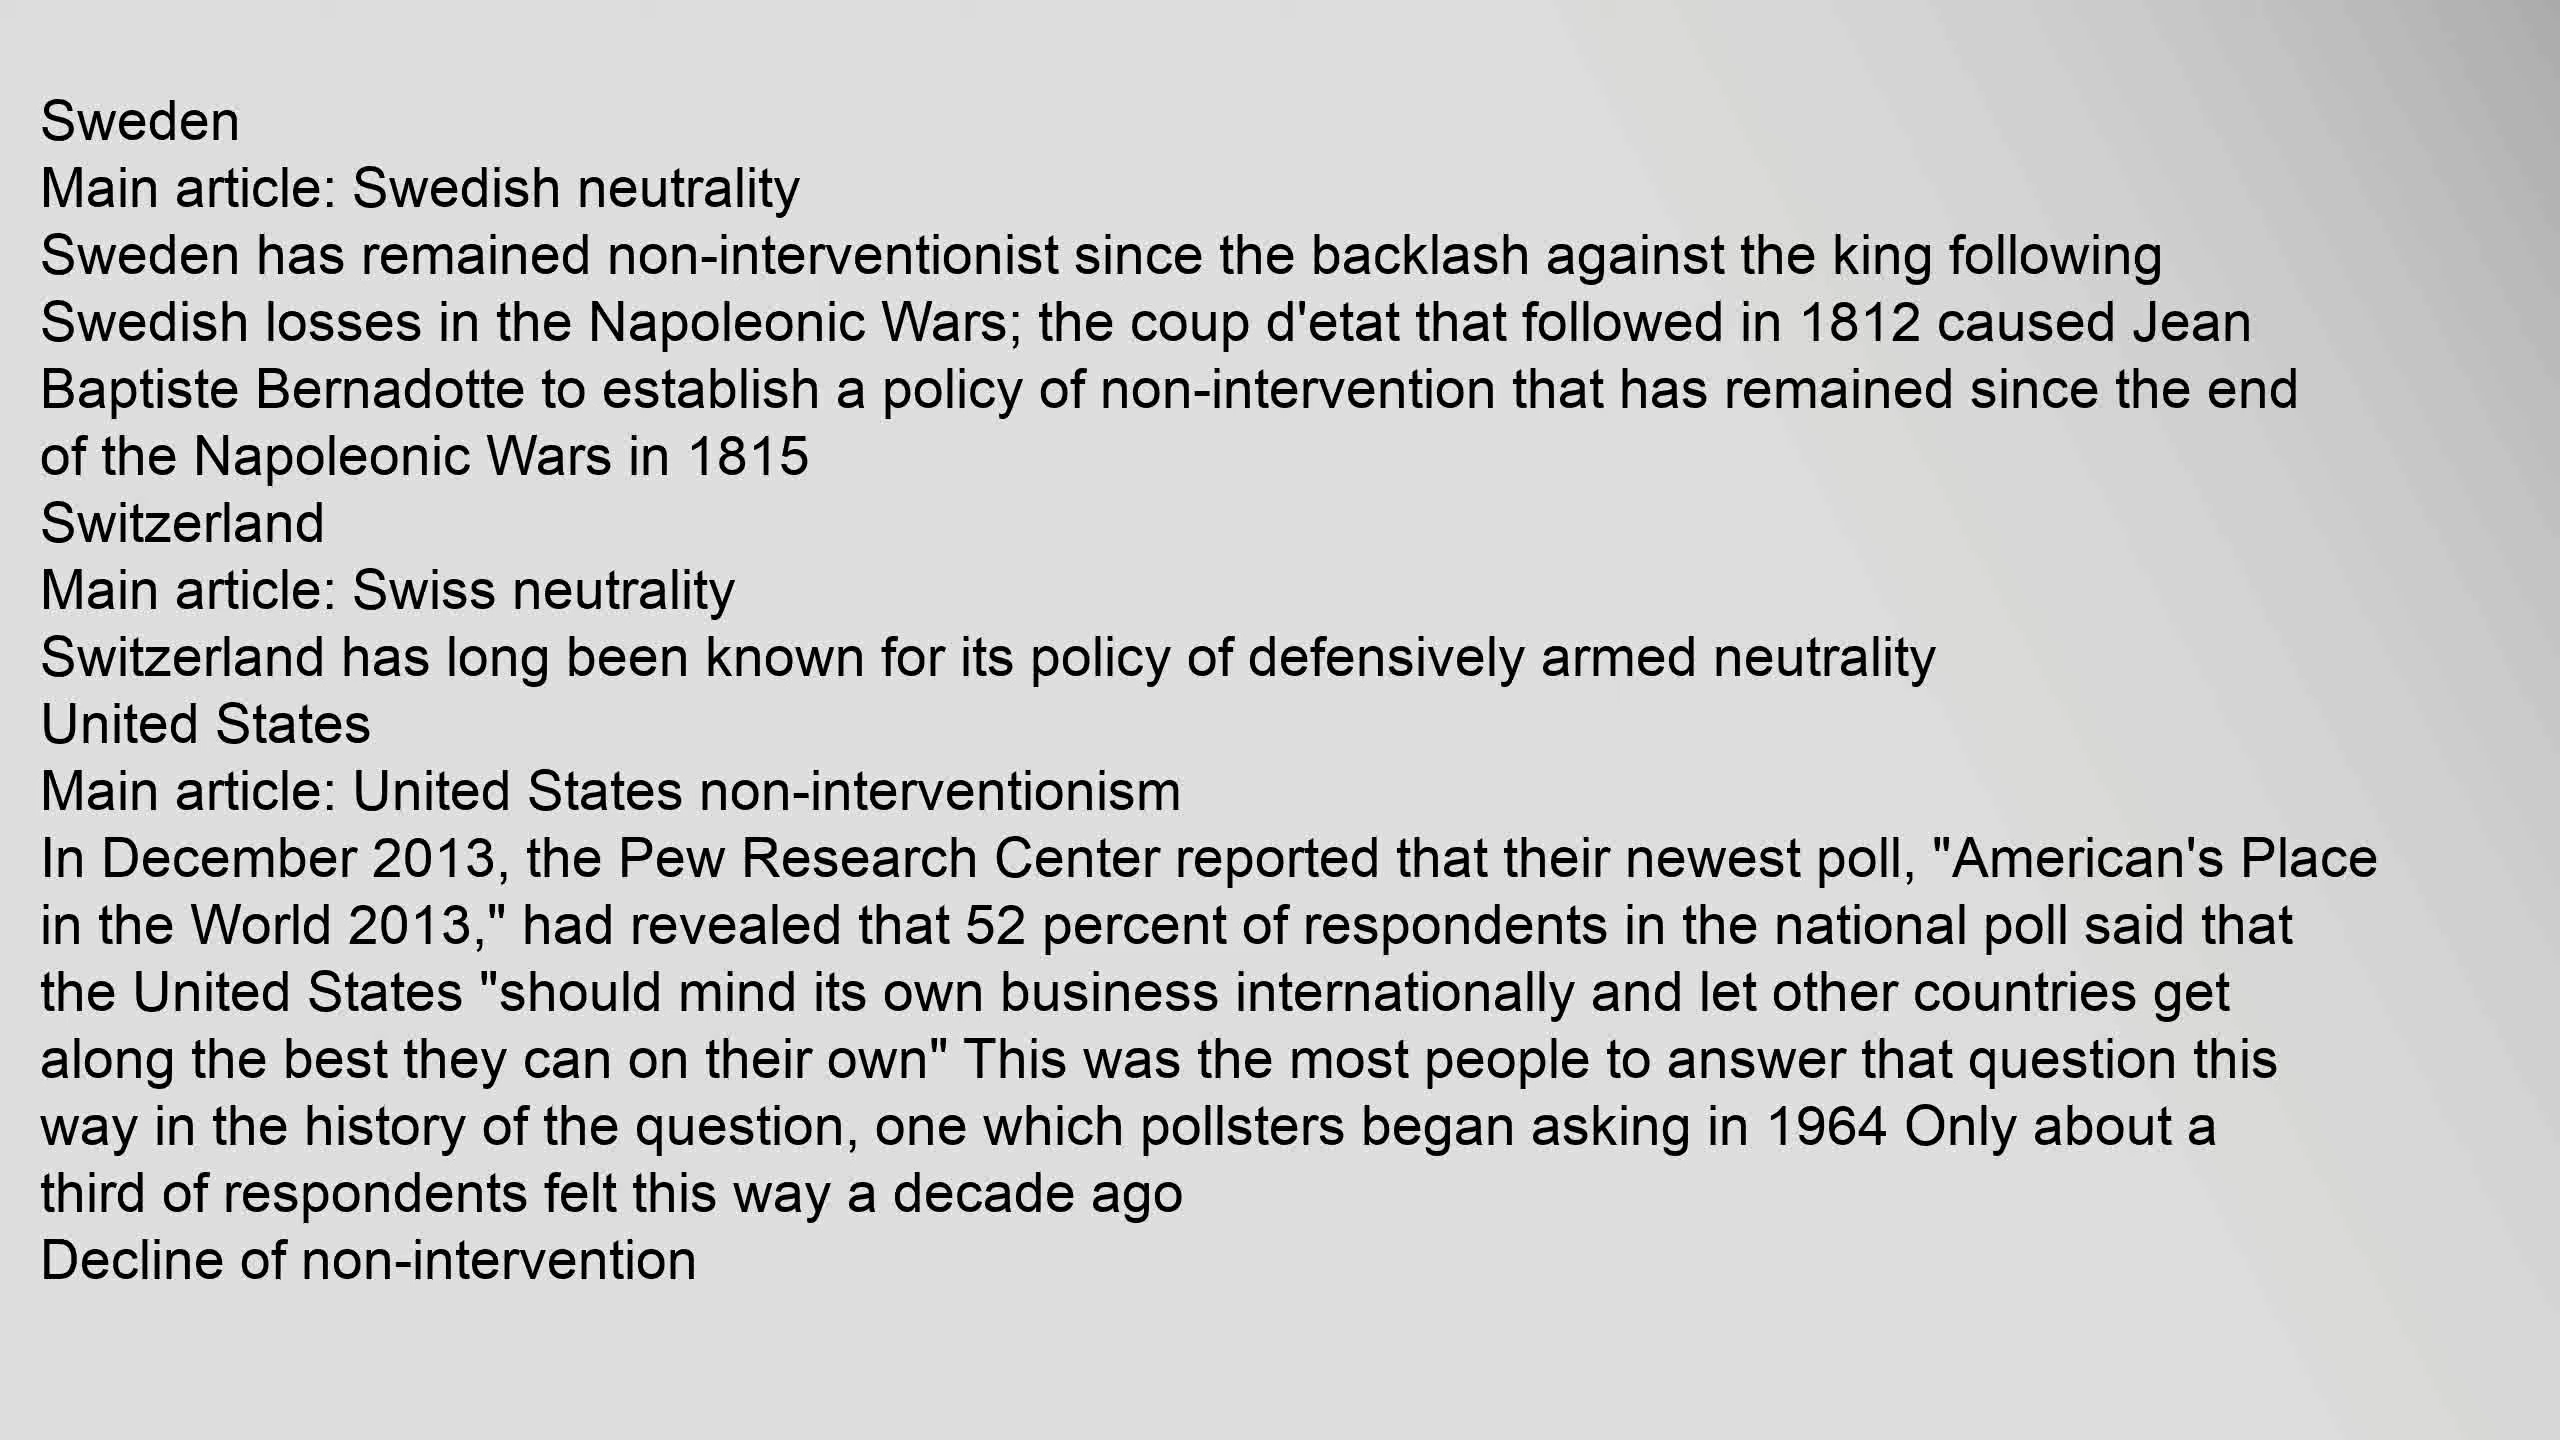 Sweden
Main article: Swedish neutrality
Sweden has remained non-interventionist since the backlash against the king following
Swedish losses in the Napoleonic Wars; the coup d'etat that followed in 1812 caused Jean
Baptiste Bernadotte to establish a policy of non-intervention that has remained since the end
of the Napoleonic Wars in 1815
Switzerland
Main article: Swiss neutrality
Switzerland has long been known for its policy of defensively armed neutrality
United States
Main article: United States non-interventionism
In December 2013, the Pew Research Center reported that their newest poll, "American's Place
in the World 2013," had revealed that 52 percent of respondents in the national poll said that
the United States "should mind its own business internationally and let other countries get
along the best they can on their own" This was the most people to answer that question this
way in the history of the question, one which pollsters began asking in 1964 Only about a
third of respondents felt this way a decade ago
Decline of non-intervention